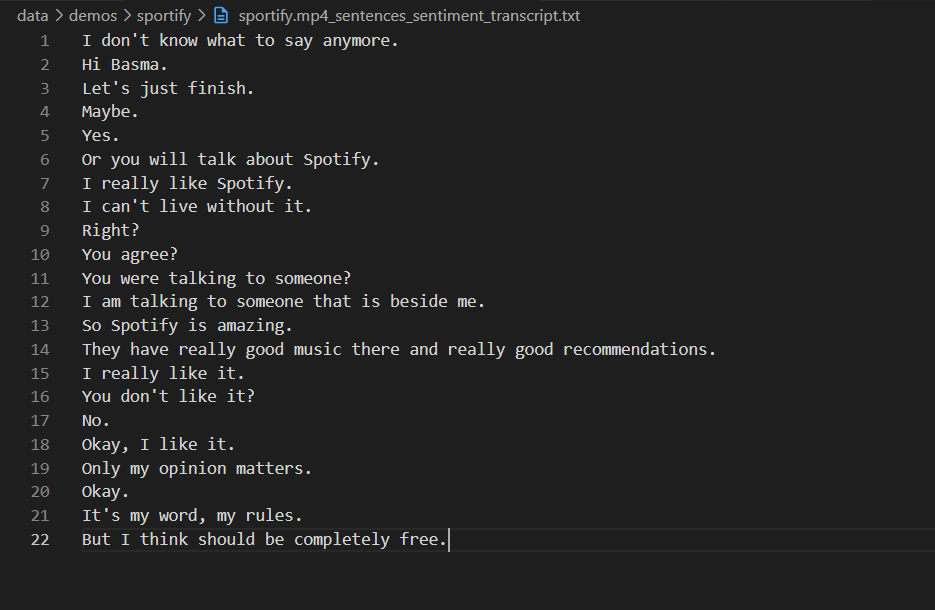 data > demos > sportify > sportify.mp4_sentences_sentiment_transcript.txt
1 I don't know what to say anymore.
2 Hi Basma.
3 Let's just finish.
4 Maybe.
5 Yes.
6 Or you will talk about Spotify.
7 I really like Spotify.
8 I can't live without it.
9 Right?
10 You agree?
11 You were talking to someone?
12 I am talking to someone that is beside me.
13 So Spotify is amazing.
14 They have really good music there and really good recommendations.
15 I really like it.
16 You don't like it?
17 No.
18 Okay, I like it.
19 Only my opinion matters.
20 Okay.
21 It's my word, my rules.
22 But I think should be completely free.